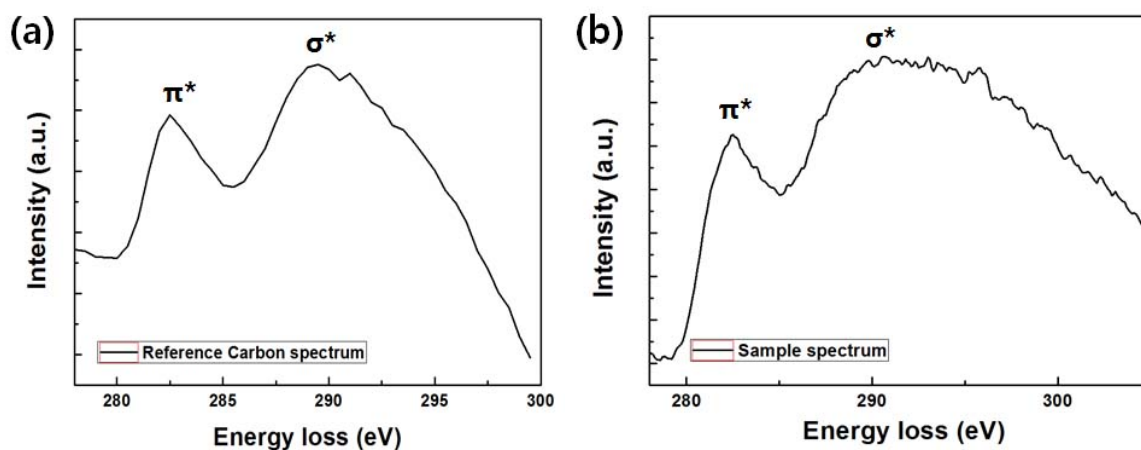 (a)
π*
σ*
Intensity (a.u.)
Reference Carbon spectrum
280
285
290
295
300
Energy loss (eV)
(b)
π*
σ*
Intensity (a.u.)
Sample spectrum
280
290
300
Energy loss (eV)